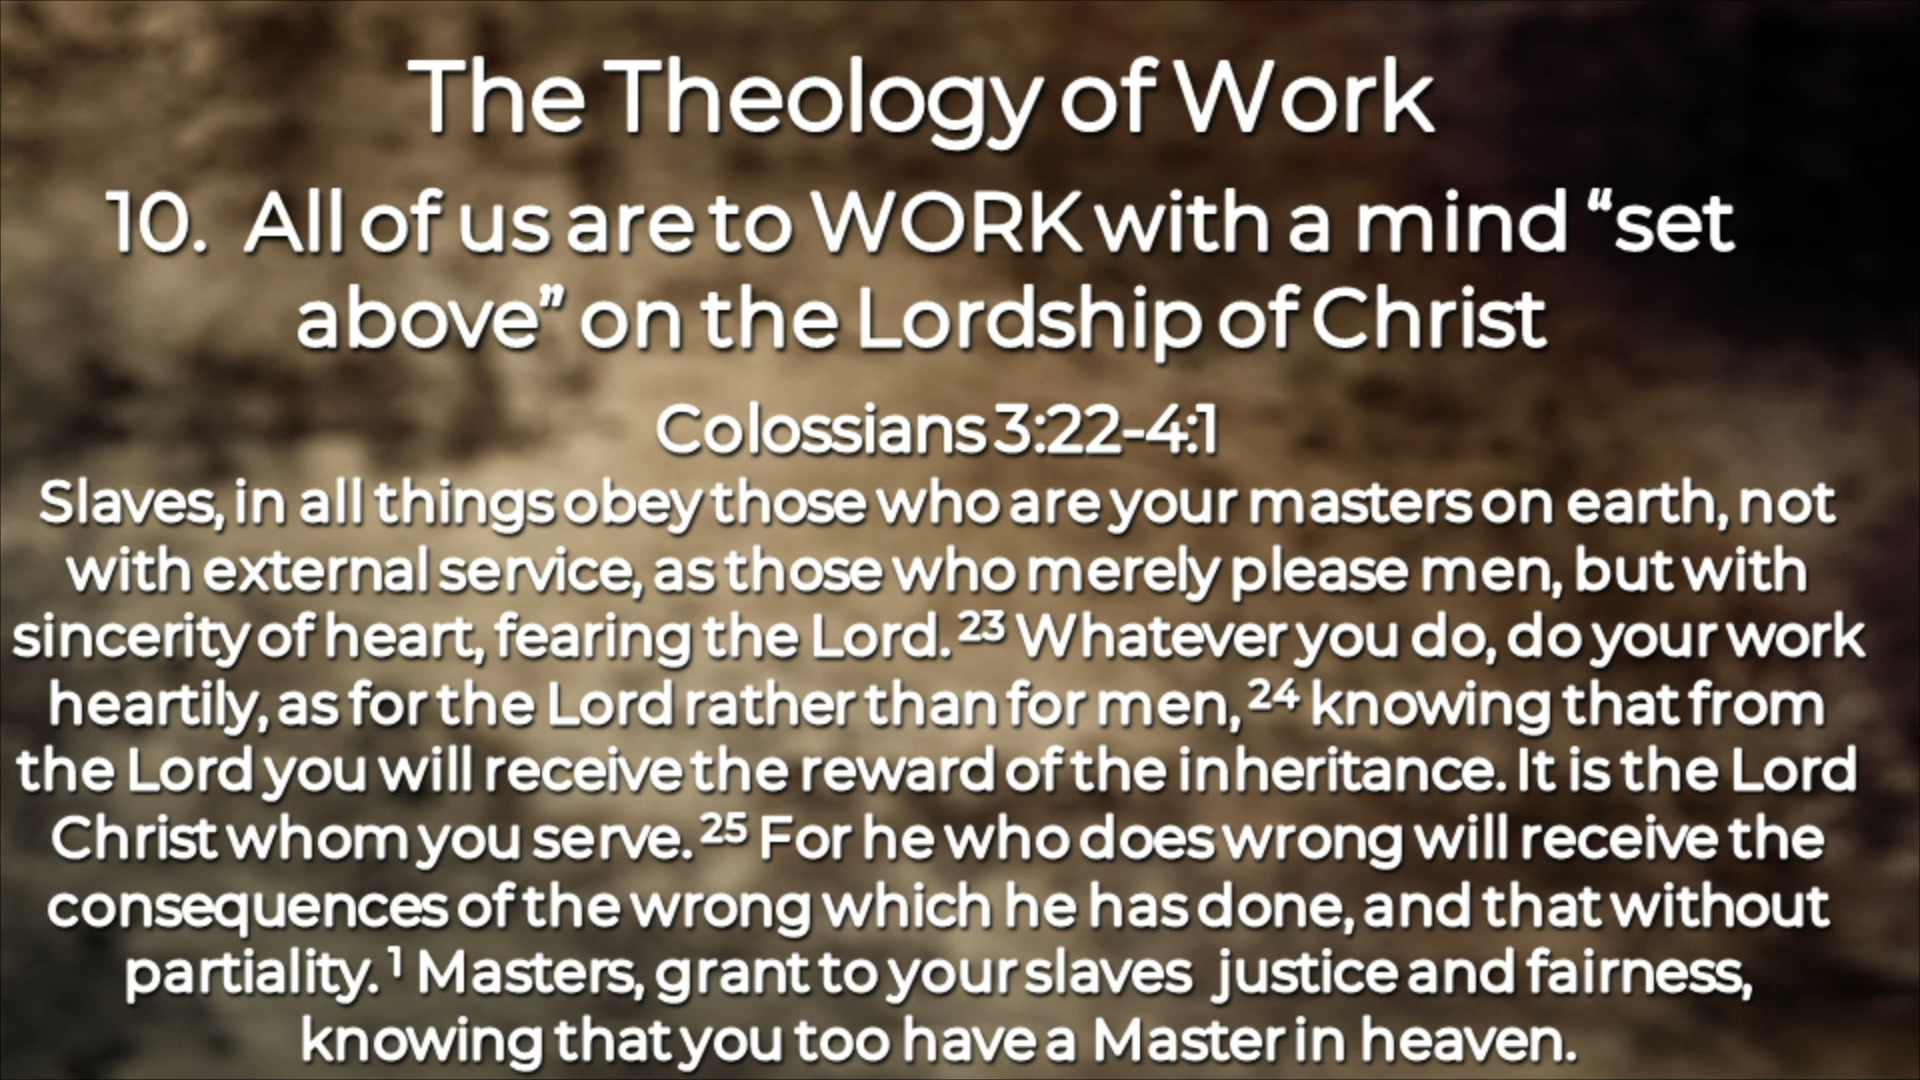 The Theology of Work
10. All of us are to WORK with a mind “set
above” on the Lordship of Christ
Colossians 3:22-4:1
Slaves, in all things obey those who are your masters on earth, not
with external service, as those who merely please men, but with
sincerity of heart, fearing the Lord. ²³ Whatever you do, do your work
heartily, as for the Lord rather than for men, ²⁴ knowing that from
the Lord you will receive the reward of the inheritance. It is the Lord
Christ whom you serve. ²⁵ For he who does wrong will receive the
consequences of the wrong which he has done, and that without
partiality. ¹ Masters, grant to your slaves justice and fairness,
knowing that you too have a Master in heaven.